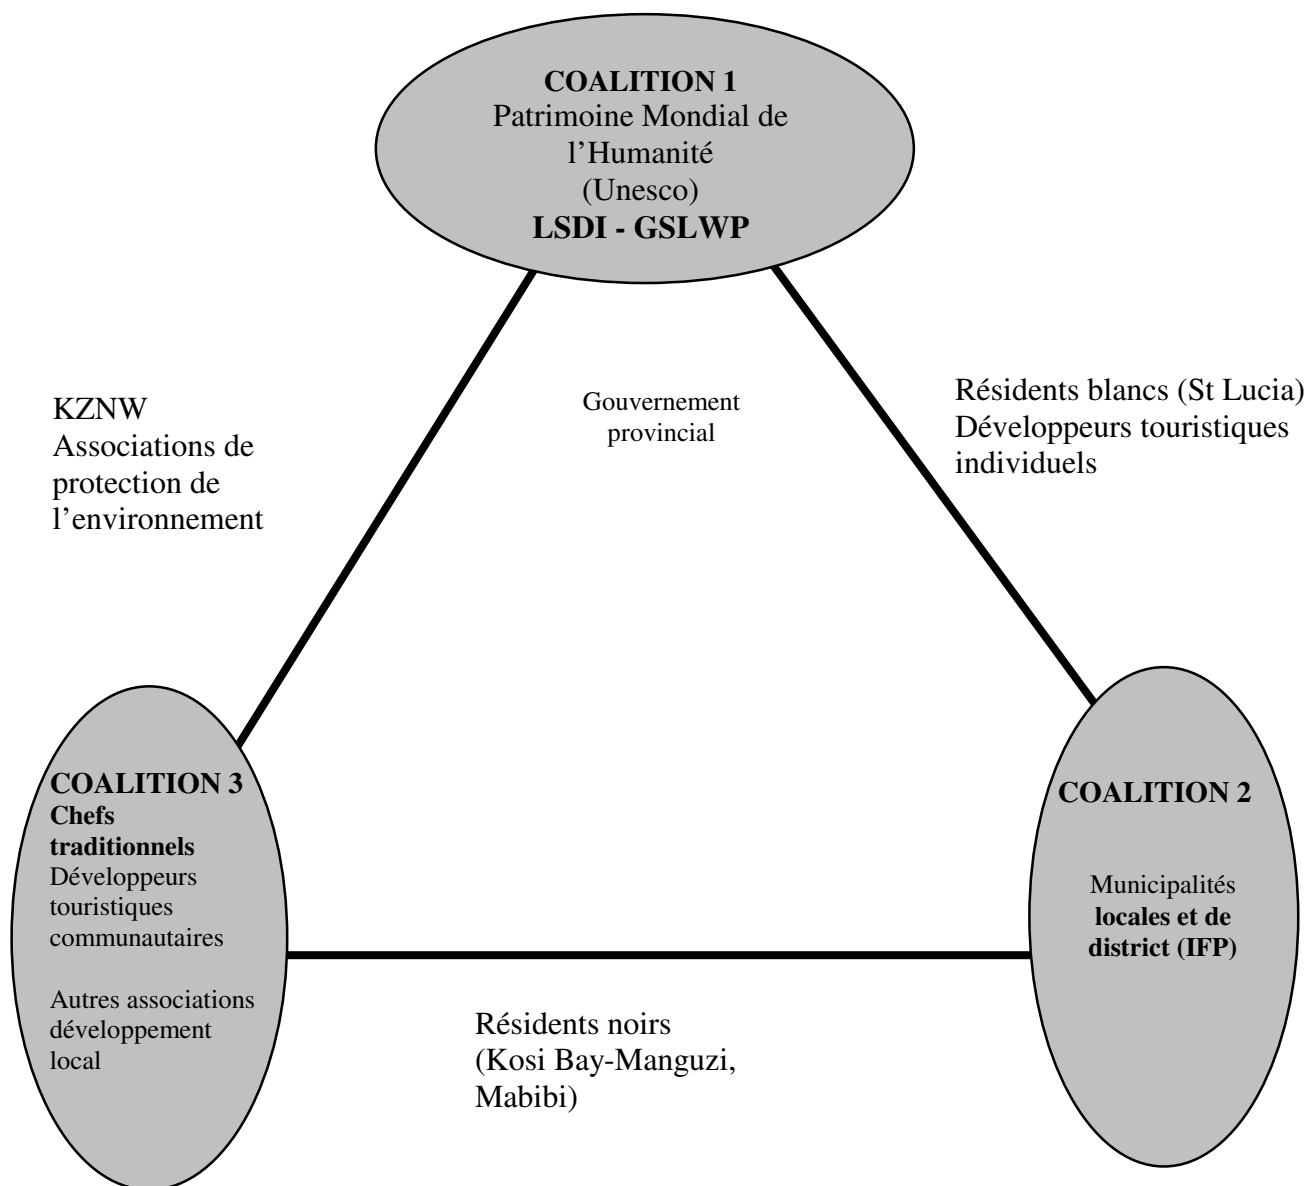 COALITION 1
Patrimoine Mondial de
l’Humanité
(Unesco)
LSDI - GSLWP
KZNW
Associations de
protection de
l’environnement
Gouvernement
provincial
Résidents blancs (St Lucia)
Développeurs touristiques
individuels
COALITION 3
Chefs
traditionnels
Développeurs
touristiques
communautaires
Autres associations
développement
local
COALITION 2
Municipalités
locales et de
district (IFP)
Résidents noirs
(Kosi Bay-Manguzi,
Mabibi)